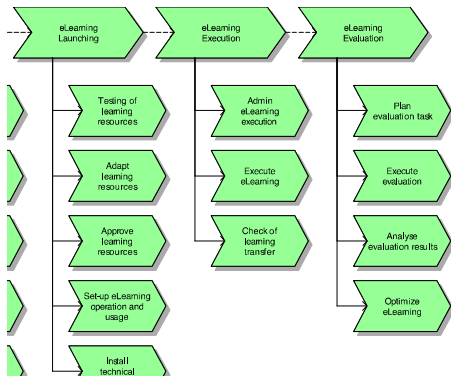 eLearning
Launching
eLearning
Execution
eLearning
Evaluation
Testing of
learning
resources
Admin
eLearning
execution
Plan
evaluation task
Adapt
learning
resources
Execute
eLearning
Execute
evaluation
Approve
learning
resources
Check of
learning
transfer
Analyse
evaluation results
Set-up eLearning
operation and
usage
Optimize
eLearning
Install
technical